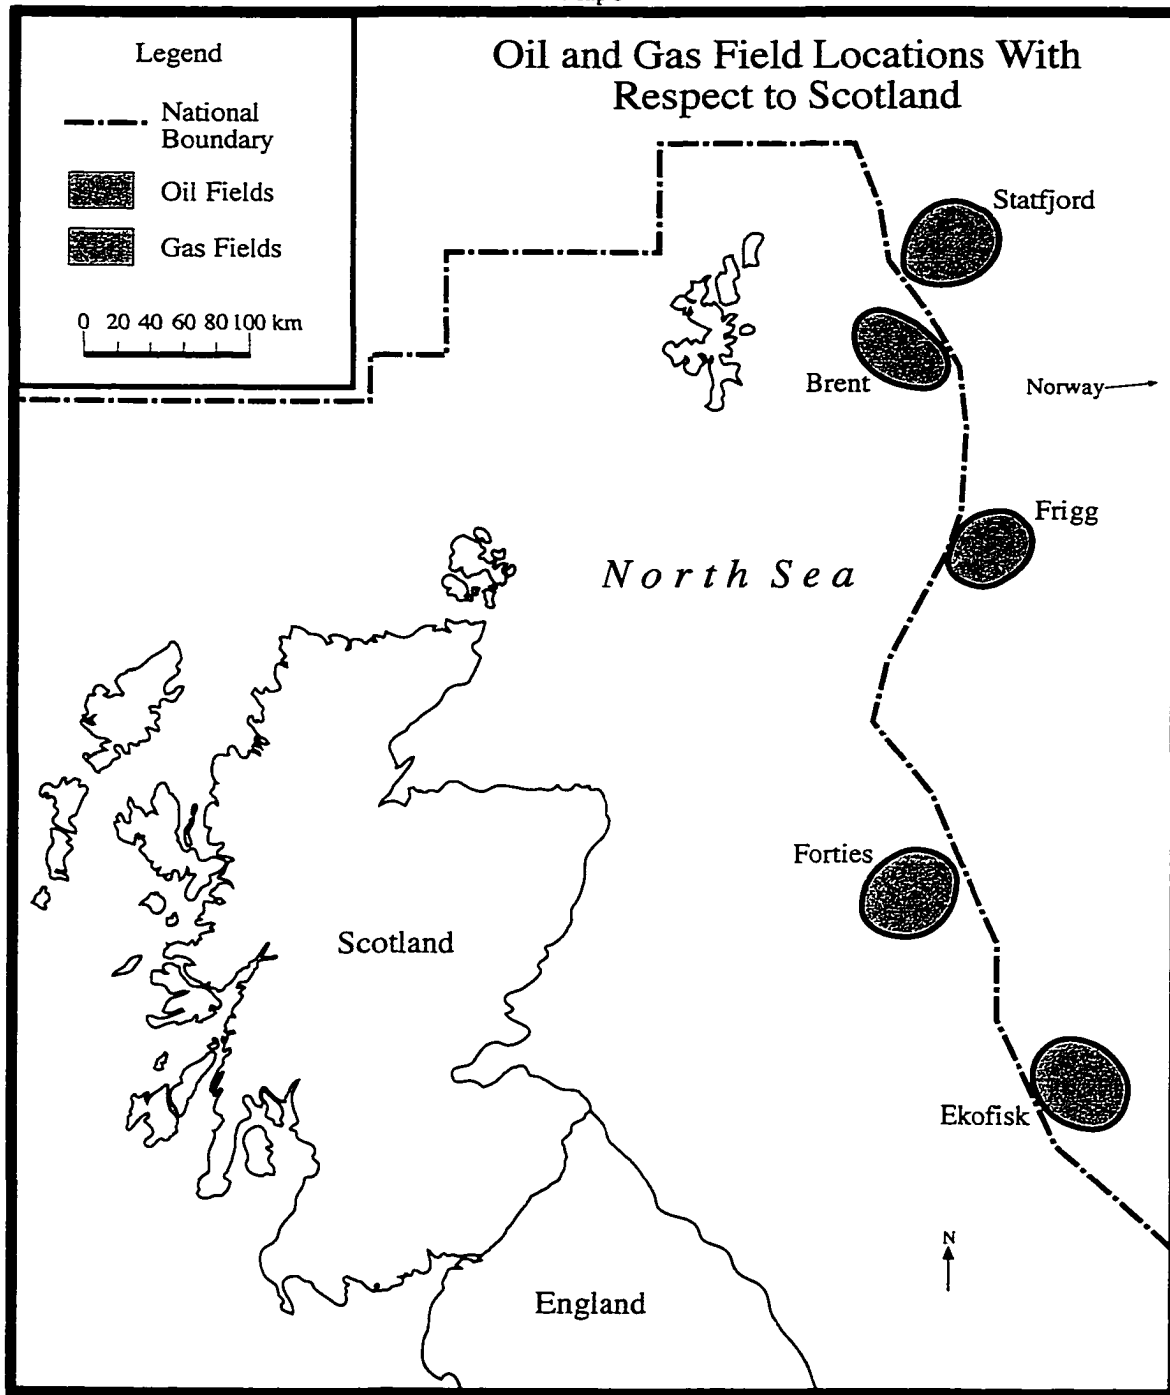 Legend
National
Boundary
Oil Fields
Gas Fields
0 20 40 60 80 100 km
Oil and Gas Field Locations With
Respect to Scotland
Statfjord
Brent
Norway
Frigg
North Sea
Forties
Scotland
Ekofisk
N
England